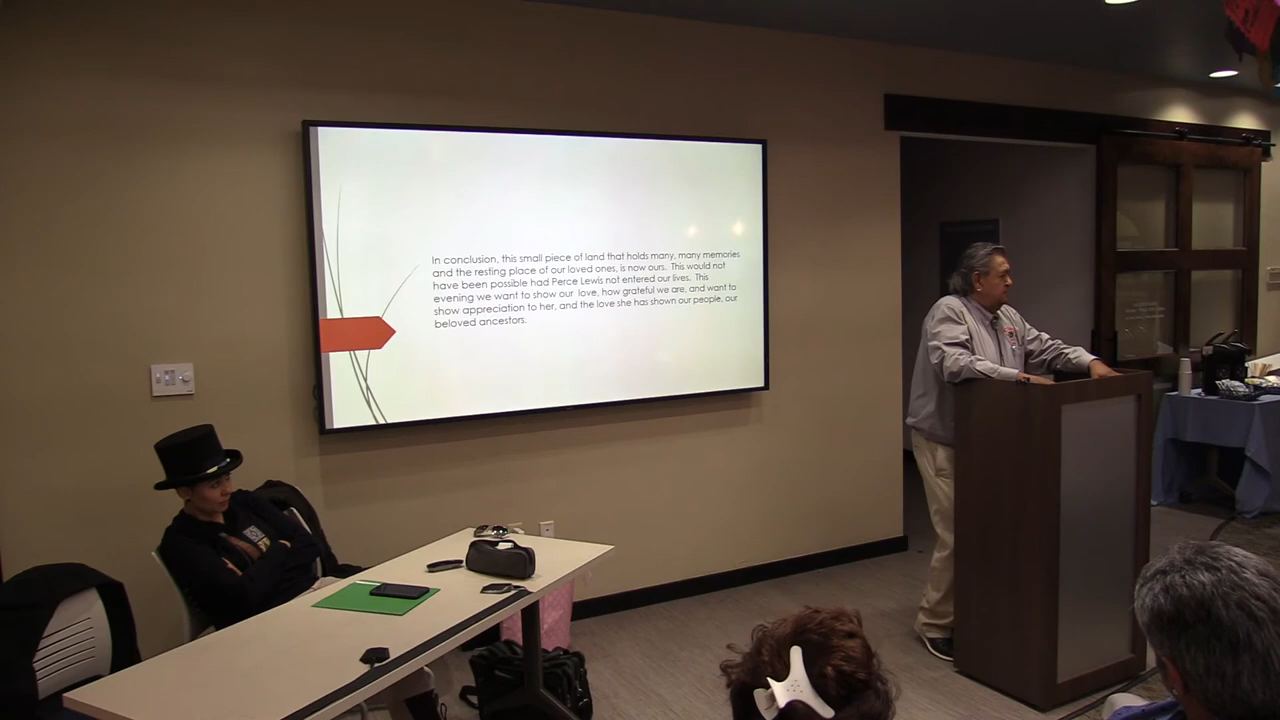 In conclusion, this small piece of land that holds many, many memories
and the resting place of our loved ones, is now ours. This would not
have been possible had Perce Lewis not entered our lives. This
evening we want to show our love, how grateful we are, and want to
show appreciation to her, and the love she has shown our people, our
beloved ancestors.